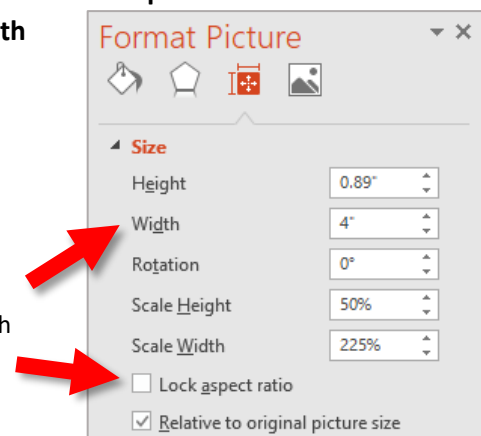 th
Format Picture
Size
Height 0.89"
Width 4"
Rotation 0°
Scale Height 50%
h
Scale Width 225%
Lock aspect ratio
Relative to original picture size